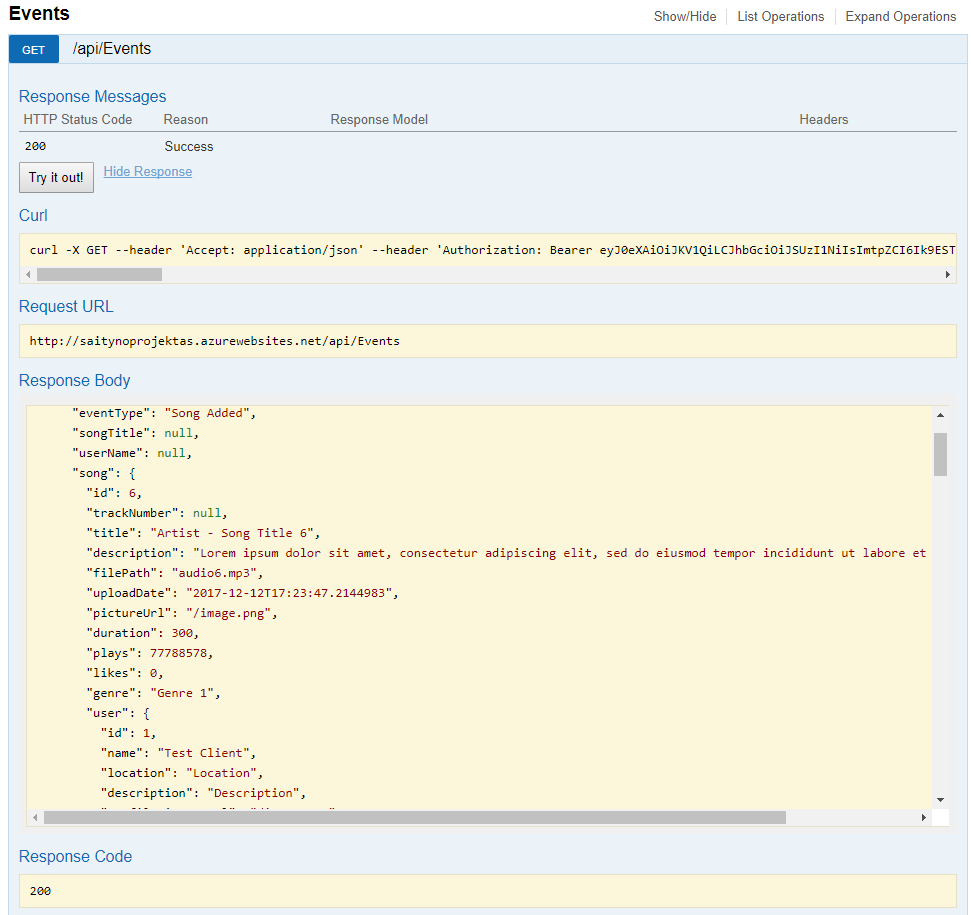 Events
Show/Hide List Operations Expand Operations
GET /api/Events
Response Messages
HTTP Status Code Reason Response Model Headers
200 Success
Try it out! Hide Response
Curl
curl -X GET --header 'Accept: application/json' --header 'Authorization: Bearer eyJ0eXAiOiJKV1QiLCJhbGciOiJSUzI1NiIsImtpZCI6Ik9EST
Request URL
http://saitynoprojektas.azurewebsites.net/api/Events
Response Body
"eventType": "Song Added",
"songTitle": null,
"userName": null,
"song": {
"id": 6,
"trackNumber": null,
"title": "Artist - Song Title 6",
"description": "Lorem ipsum dolor sit amet, consectetur adipiscing elit, sed do eiusmod tempor incididunt ut labore et
"filePath": "audio6.mp3",
"uploadDate": "2017-12-12T17:23:47.2144983",
"pictureUrl": "/image.png",
"duration": 300,
"plays": 77788578,
"likes": 0,
"genre": "Genre 1",
"user": {
"id": 1,
"name": "Test Client",
"location": "Location",
"description": "Description",
Response Code
200